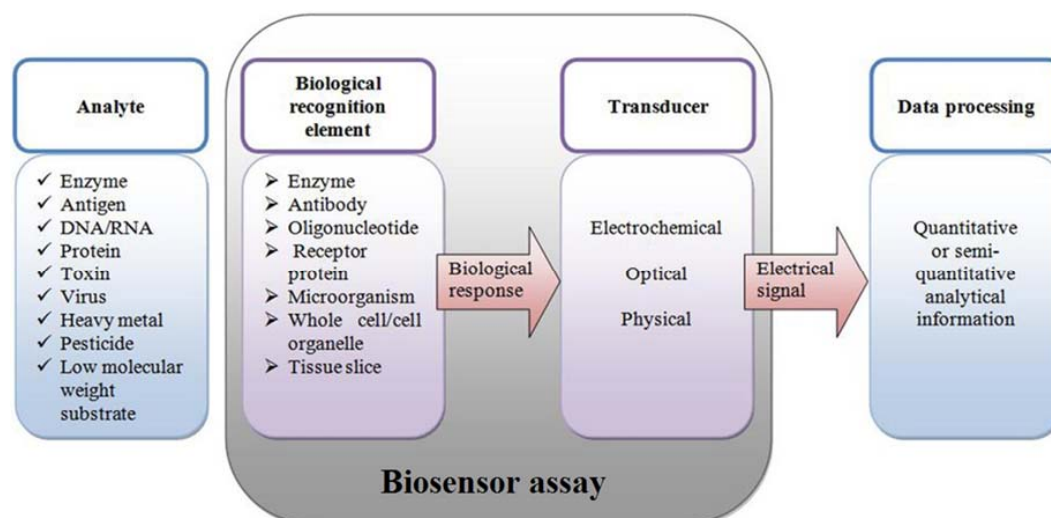 Analyte
✓ Enzyme
✓ Antigen
✓ DNA/RNA
✓ Protein
✓ Toxin
✓ Virus
✓ Heavy metal
✓ Pesticide
✓ Low molecular
weight
substrate
Biological
recognition
element
➤ Enzyme
➤ Antibody
➤ Oligonucleotide
➤ Receptor
protein
➤ Microorganism
➤ Whole cell/cell
organelle
➤ Tissue slice
Biological
response
Transducer
Electrochemical
Optical
Physical
Electrical
signal
Data processing
Quantitative
or semi-
quantitative
analytical
information
Biosensor assay